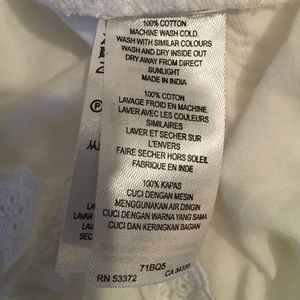 100% COTTON
MACHINE WASH COLD.
WASH WITH SIMILAR COLOURS
WASH AND DRY INSIDE OUT
DRY AWAY FROM DIRECT
SUNLIGHT
MADE IN INDIA
100% COTON
LAVAGE FROID EN MACHINE.
LAVER AVEC LES COULEURS
SIMILAIRES
LAVER ET SECHER SUR
L'ENVERS
FAIRE SECHER HORS SOLEIL
FABRIQUE EN INDE
100% KAPAS
CUCI DENGAN MESIN
MENGGUNAKAN AIR DINGIN
CUCI DENGAN WARNA YANG SAMA
CUCI DAN KERINGKAN BAGIAN
71BQ5
RN 53372